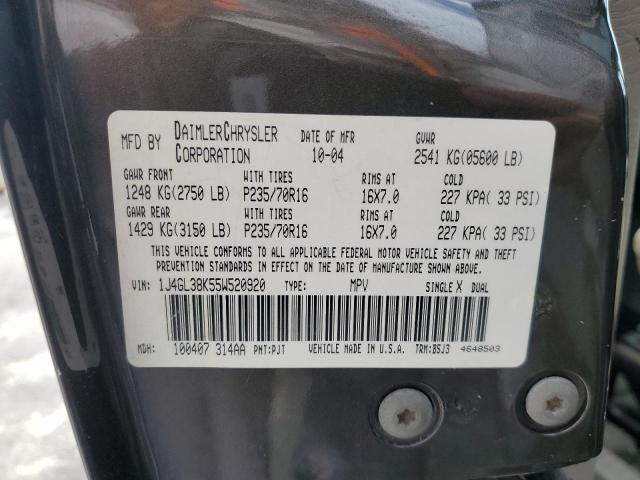 MFD BY DAIMLERCHRYSLER CORPORATION DATE OF MFR 10-04 GVWR 2541 KG(05600 LB)
GAWR FRONT WITH TIRES RIMS AT COLD
1248 KG(2750 LB) P235/70R16 16X7.0 227 KPA( 33 PSI)
GAWR REAR WITH TIRES RIMS AT COLD
1429 KG(3150 LB) P235/70R16 16X7.0 227 KPA( 33 PSI)
THIS VEHICLE CONFORMS TO ALL APPLICABLE FEDERAL MOTOR VEHICLE SAFETY AND THEFT
PREVENTION STANDARDS IN EFFECT ON THE DATE OF MANUFACTURE SHOWN ABOVE.
VIN: 1J4GL38K55W520920 TYPE: MPV SINGLE X DUAL
MDH: 100407 314AA PNT:PJT VEHICLE MADE IN U.S.A. TRM:B5J3 4648503